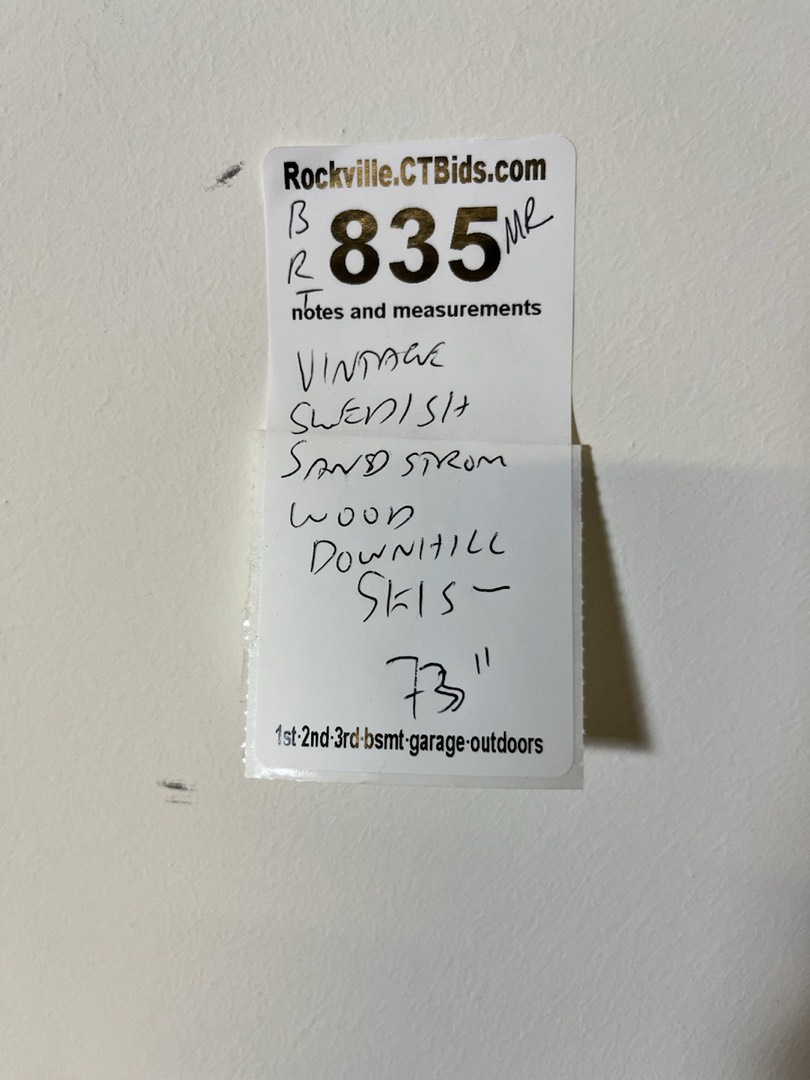 Rockville.CTBids.com
B
R
T
835
MR
notes and measurements
VINTAGE
SWEDISH
SANDSTROM
WOOD
DOWNHILL
SKIS —
73"
1st·2nd·3rd·bsmt·garage·outdoors